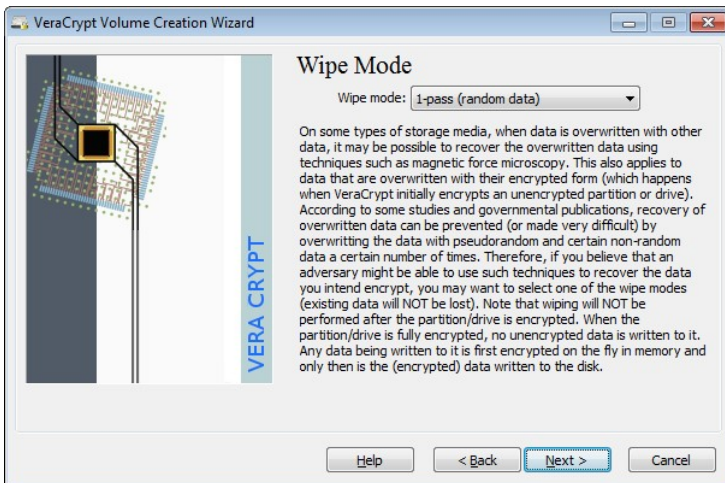 VeraCrypt Volume Creation Wizard
VERA CRYPT
Wipe Mode
Wipe mode: 1-pass (random data)
On some types of storage media, when data is overwritten with other
data, it may be possible to recover the overwritten data using
techniques such as magnetic force microscopy. This also applies to
data that are overwritten with their encrypted form (which happens
when VeraCrypt initially encrypts an unencrypted partition or drive).
According to some studies and governmental publications, recovery of
overwritten data can be prevented (or made very difficult) by
overwritting the data with pseudorandom and certain non-random
data a certain number of times. Therefore, if you believe that an
adversary might be able to use such techniques to recover the data
you intend encrypt, you may want to select one of the wipe modes
(existing data will NOT be lost). Note that wiping will NOT be
performed after the partition/drive is encrypted. When the
partition/drive is fully encrypted, no unencrypted data is written to it.
Any data being written to it is first encrypted on the fly in memory and
only then is the (encrypted) data written to the disk.
Help < Back Next > Cancel